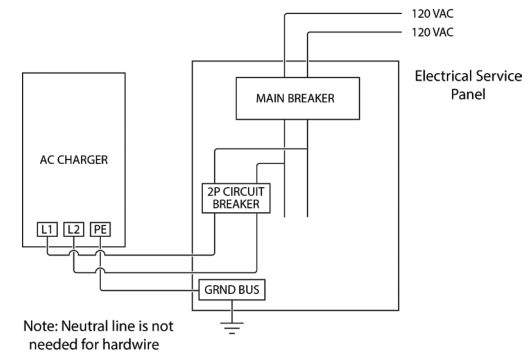 120 VAC
120 VAC
Electrical Service
Panel
MAIN BREAKER
AC CHARGER
2P CIRCUIT
BREAKER
L1 L2 PE
GRND BUS
Note: Neutral line is not
needed for hardwire